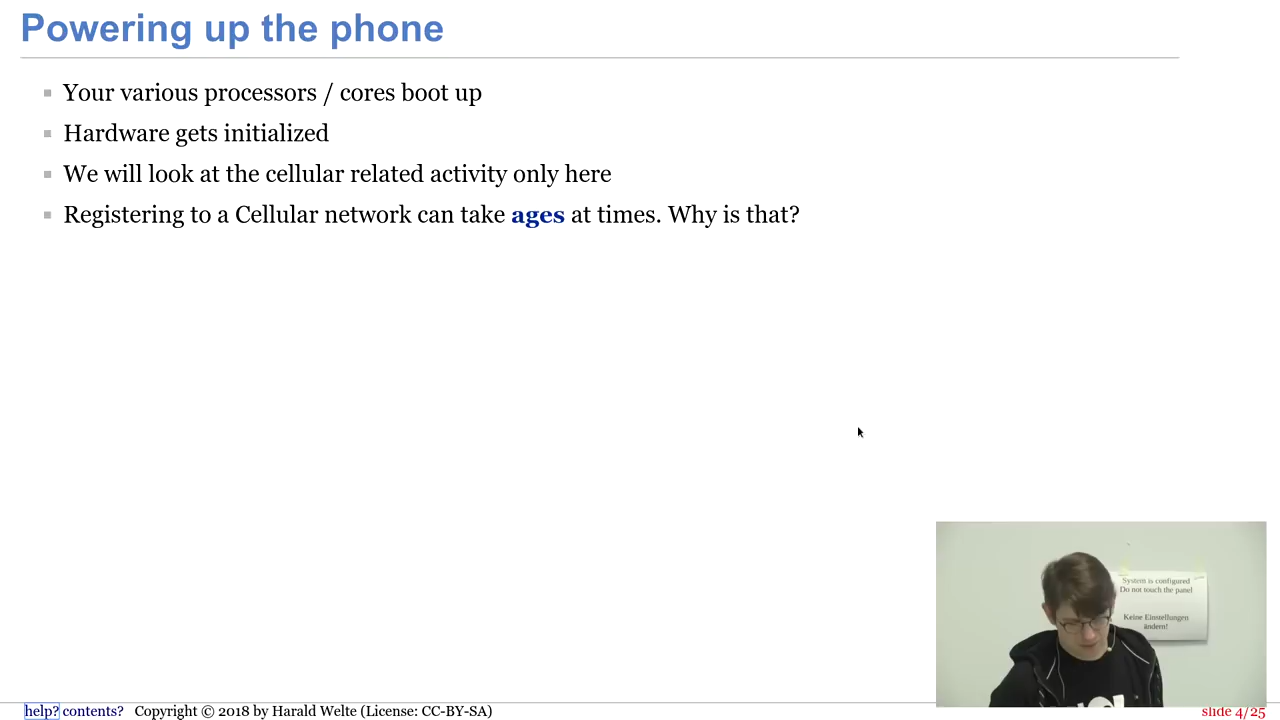 Powering up the phone
Your various processors / cores boot up
Hardware gets initialized
We will look at the cellular related activity only here
Registering to a Cellular network can take ages at times. Why is that?
System is configured
Do not touch the panel
Keine Einstellungen
ändern!
help? contents? Copyright © 2018 by Harald Welte (License: CC-BY-SA)
slide 4/25